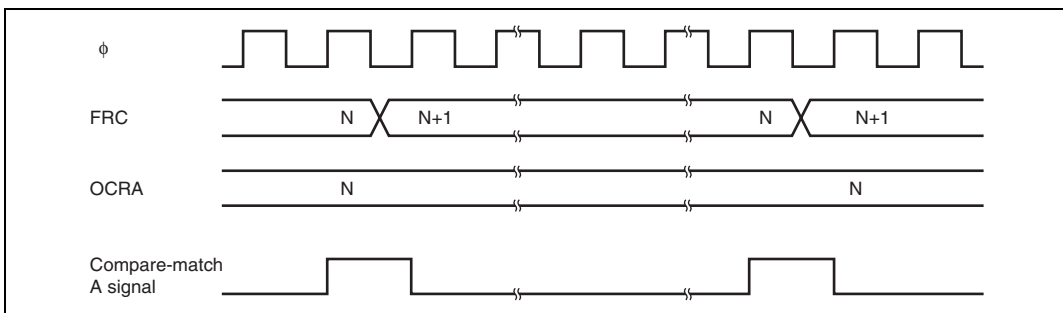 ϕ
FRC N N+1 N N+1
OCRA N N
Compare-match
A signal